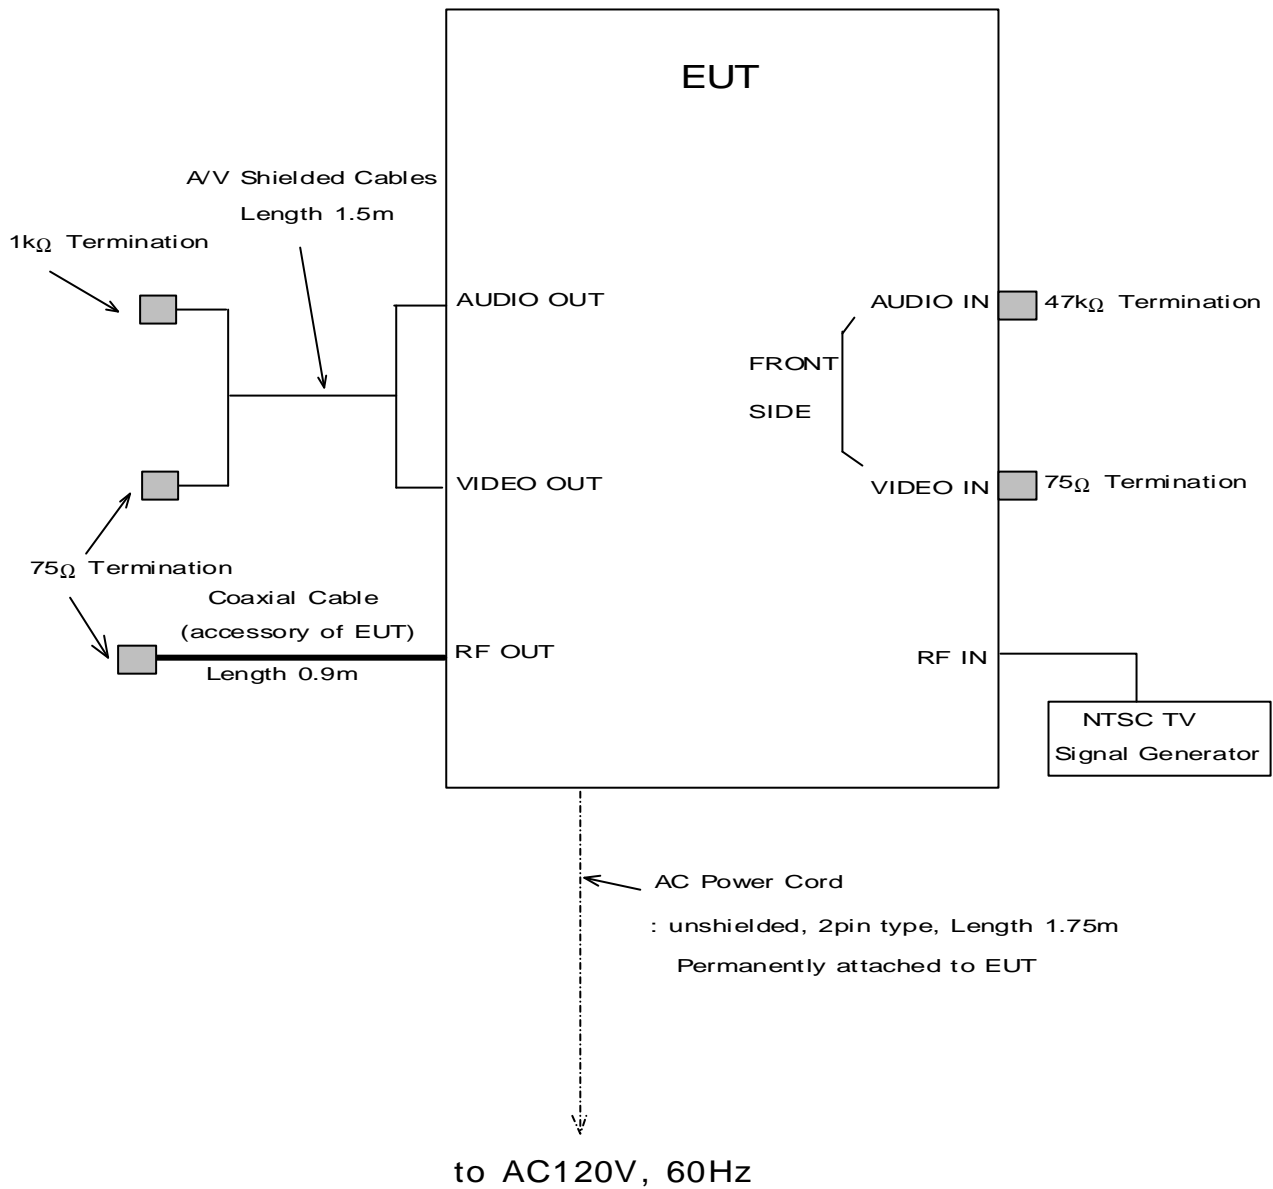 EUT
A/V Shielded Cables
Length 1.5m
1kΩ Termination
AUDIO OUT
AUDIO IN
47kΩ Termination
FRONT
SIDE
VIDEO OUT
VIDEO IN
75Ω Termination
75Ω Termination
Coaxial Cable
(accessory of EUT)
Length 0.9m
RF OUT
RF IN
NTSC TV
Signal Generator
AC Power Cord
: unshielded, 2pin type, Length 1.75m
Permanently attached to EUT
to AC120V, 60Hz